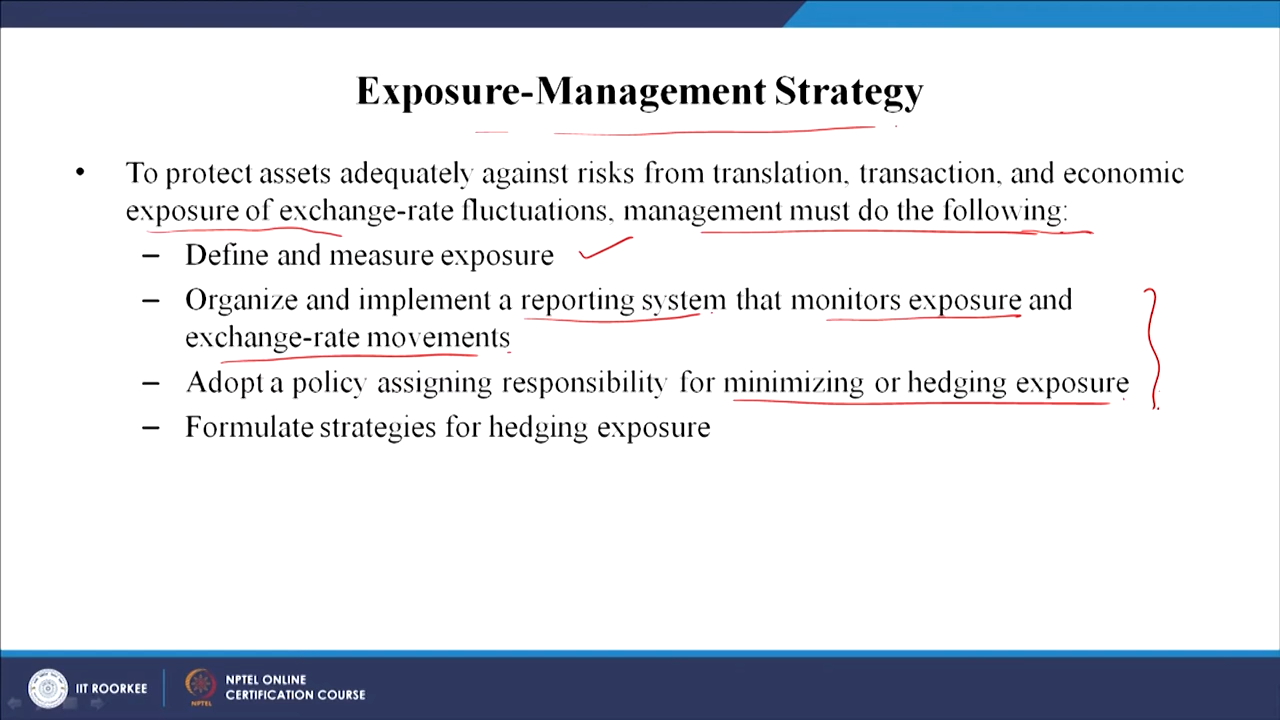 Exposure-Management Strategy
• To protect assets adequately against risks from translation, transaction, and economic
exposure of exchange-rate fluctuations, management must do the following:
– Define and measure exposure
– Organize and implement a reporting system that monitors exposure and
exchange-rate movements
– Adopt a policy assigning responsibility for minimizing or hedging exposure
– Formulate strategies for hedging exposure
IIT ROORKEE
NPTEL
NPTEL ONLINE
CERTIFICATION COURSE